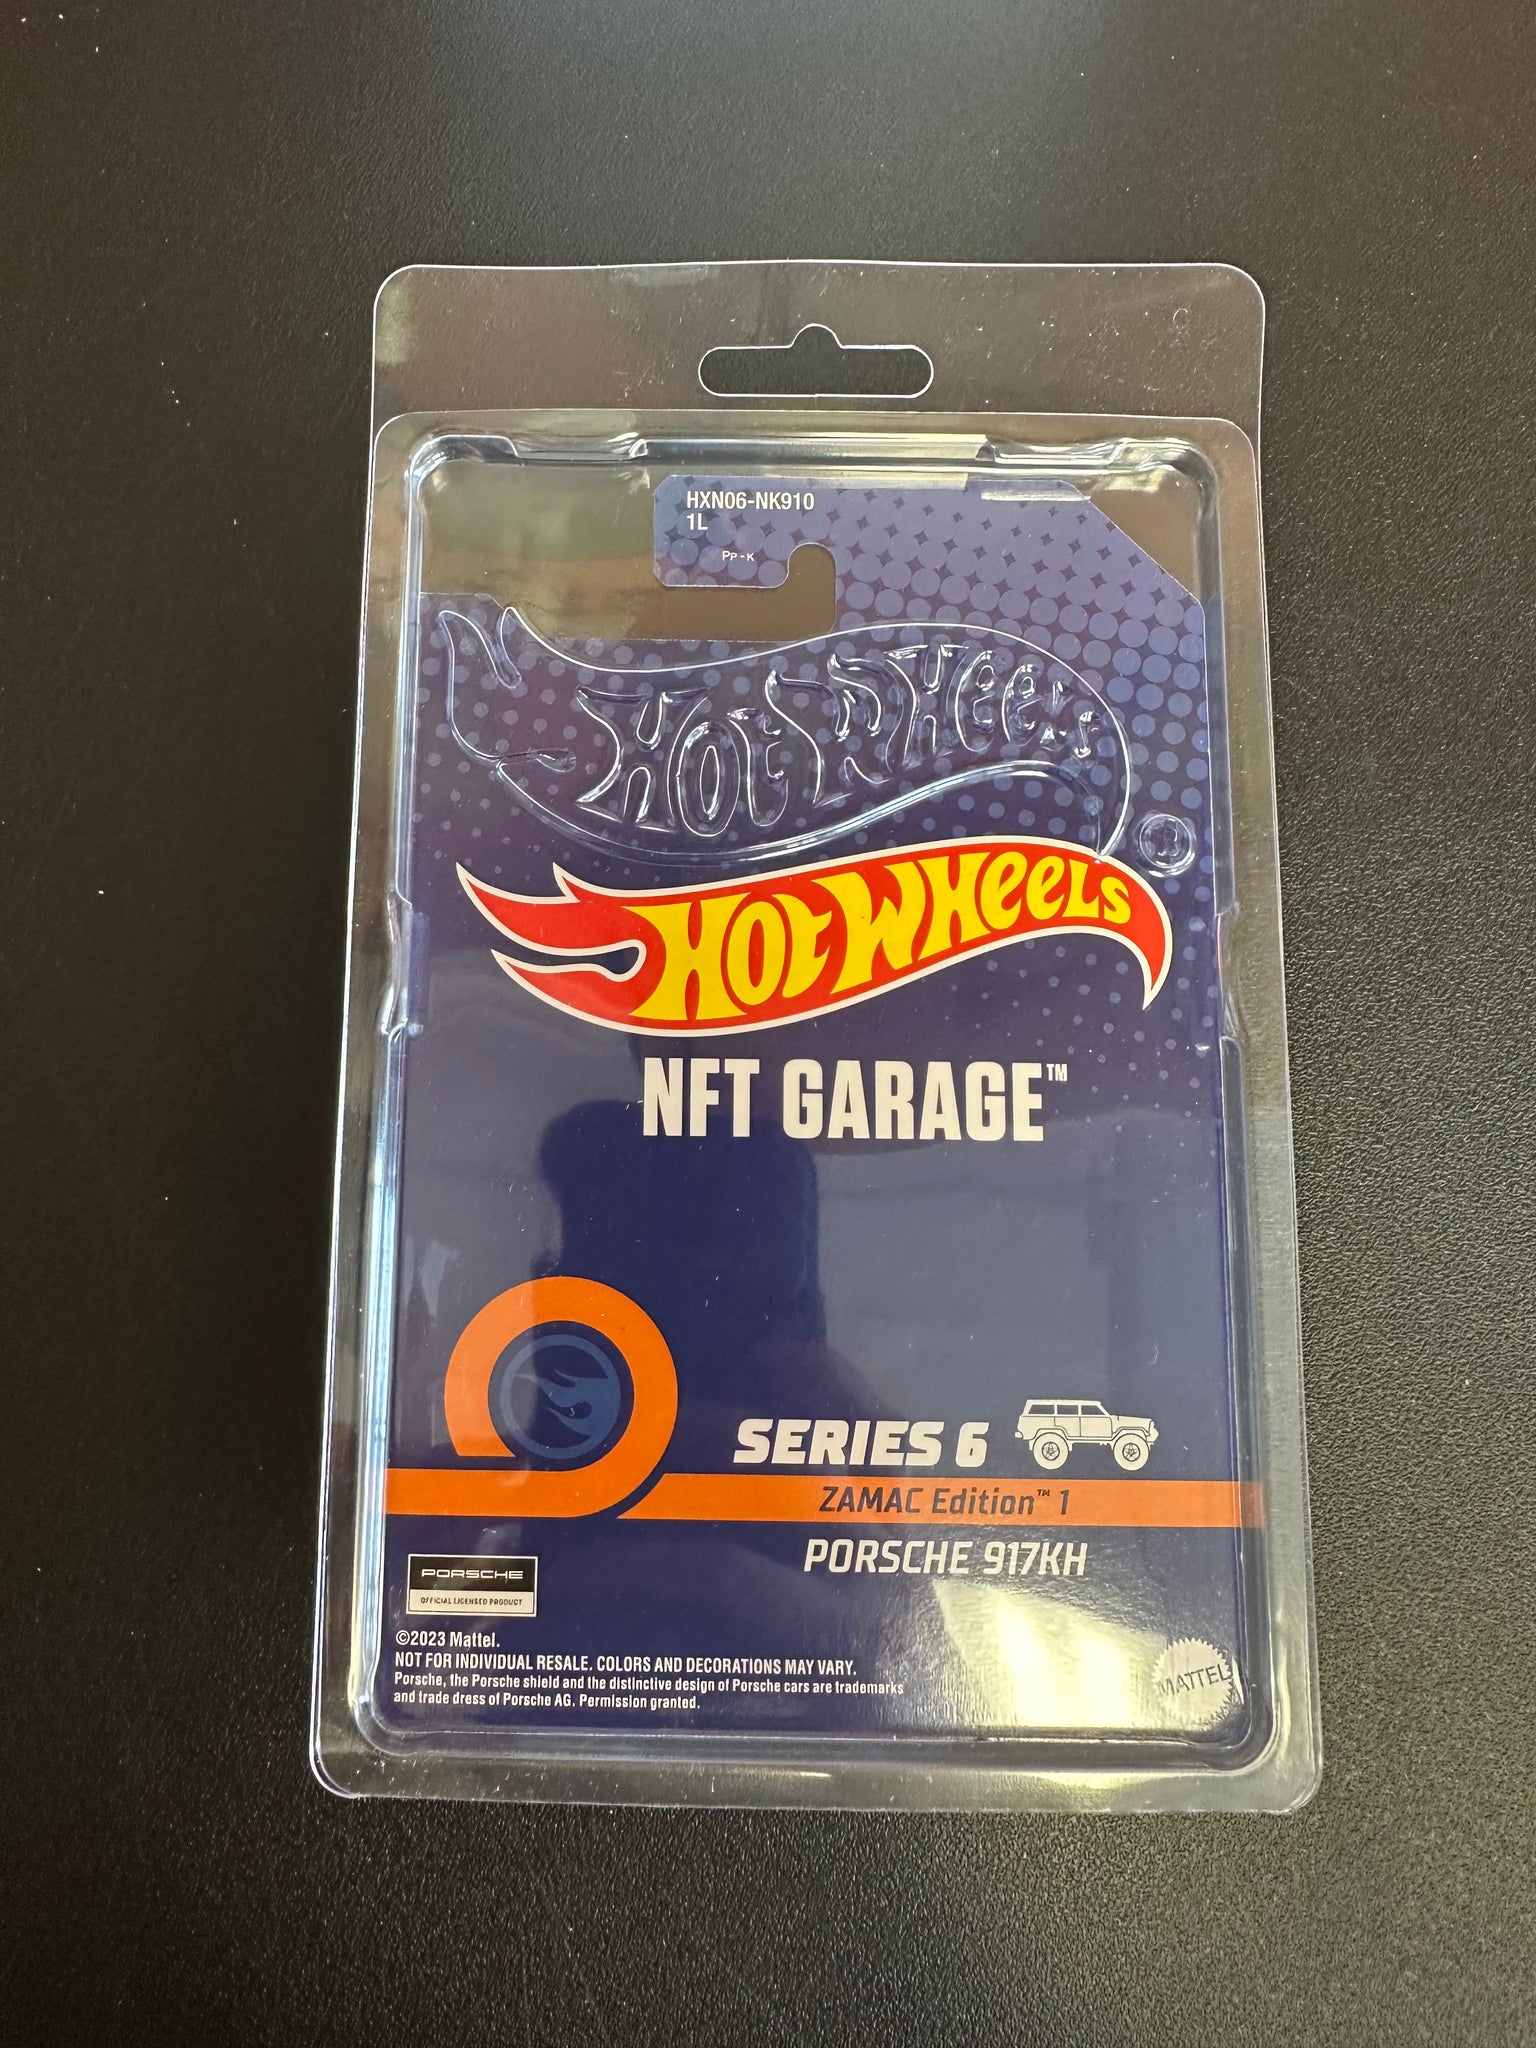 HXN06-NK910
1L
PP-K
HOT WHEELS
HOT WHEELS
NFT GARAGE™
SERIES 6
ZAMAC Edition™ 1
PORSCHE 917KH
PORSCHE
OFFICIAL LICENSED PRODUCT
©2023 Mattel.
NOT FOR INDIVIDUAL RESALE. COLORS AND DECORATIONS MAY VARY.
Porsche, the Porsche shield and the distinctive design of Porsche cars are trademarks
and trade dress of Porsche AG. Permission granted.
MATTEL